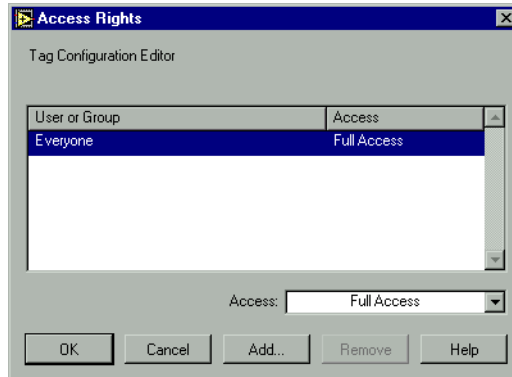 Access Rights
Tag Configuration Editor
User or Group Access
Everyone Full Access
Access: Full Access
OK Cancel Add... Remove Help